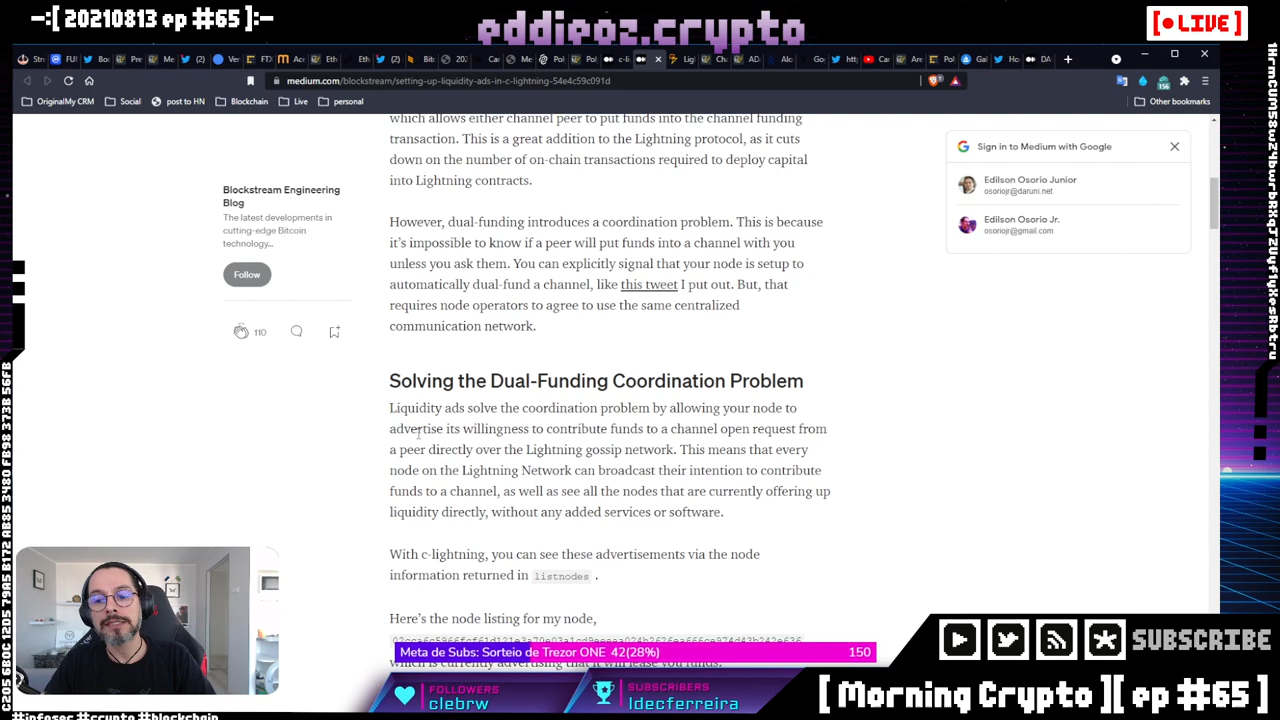 -:[ 20210813 ep #65 ]:-
eddieoz.crypto
[ LIVE ]
medium.com/blockstream/setting-up-liquidity-ads-in-c-lightning-54e4c59c091d
OriginalMy CRM
Social
post to HN
Blockchain
Live
personal
Other bookmarks
which allows either channel peer to put funds into the channel funding
transaction. This is a great addition to the Lightning protocol, as it cuts
down on the number of on-chain transactions required to deploy capital
into Lightning contracts.
Blockstream Engineering
Blog
The latest developments in
cutting-edge Bitcoin
technology...
Follow
110
However, dual-funding introduces a coordination problem. This is because
it's impossible to know if a peer will put funds into a channel with you
unless you ask them. You can explicitly signal that your node is setup to
automatically dual-fund a channel, like this tweet I put out. But, that
requires node operators to agree to use the same centralized
communication network.
Solving the Dual-Funding Coordination Problem
Liquidity ads solve the coordination problem by allowing your node to
advertise its willingness to contribute funds to a channel open request from
a peer directly over the Lightning gossip network. This means that every
node on the Lightning Network can broadcast their intention to contribute
funds to a channel, as well as see all the nodes that are currently offering up
liquidity directly, without any added services or software.
With c-lightning, you can see these advertisements via the node
information returned in listnodes .
Here's the node listing for my node,
which is currently advertising that it will lease you funds.
Sign in to Medium with Google
Edilson Osorio Junior
osoriojr@daruni.net
Edilson Osorio Jr.
osoriojr@gmail.com
Meta de Subs: Sorteio de Trezor ONE 42(28%)
150
FOLLOWERS
clebrw
SUBSCRIBERS
ldecferreira
SUBSCRIBE
[ Morning Crypto ][ ep #65 ]
#infosec #crypto #blockchain